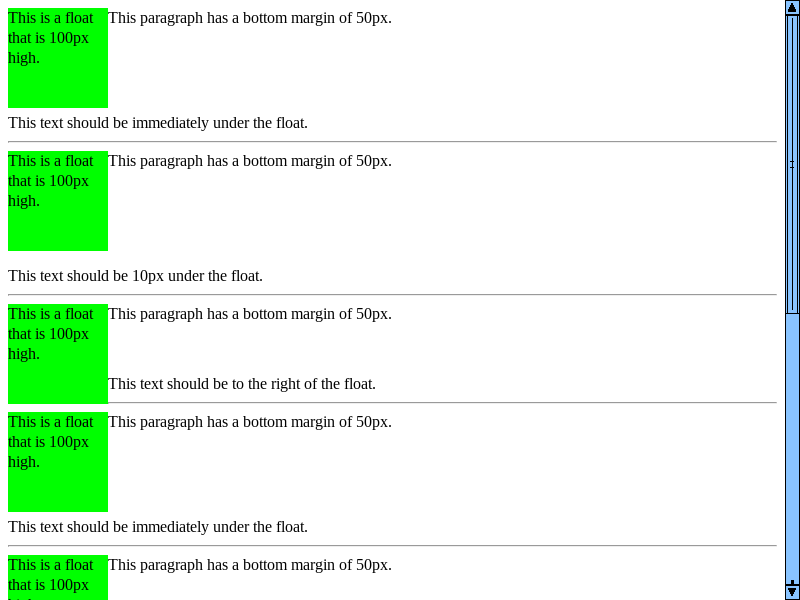 This is a float This paragraph has a bottom margin of 50px.
that is 100px
high.
This text should be immediately under the float.
This is a float This paragraph has a bottom margin of 50px.
that is 100px
high.
This text should be 10px under the float.
This is a float This paragraph has a bottom margin of 50px.
that is 100px
high.
This text should be to the right of the float.
This is a float This paragraph has a bottom margin of 50px.
that is 100px
high.
This text should be immediately under the float.
This is a float This paragraph has a bottom margin of 50px.
that is 100px